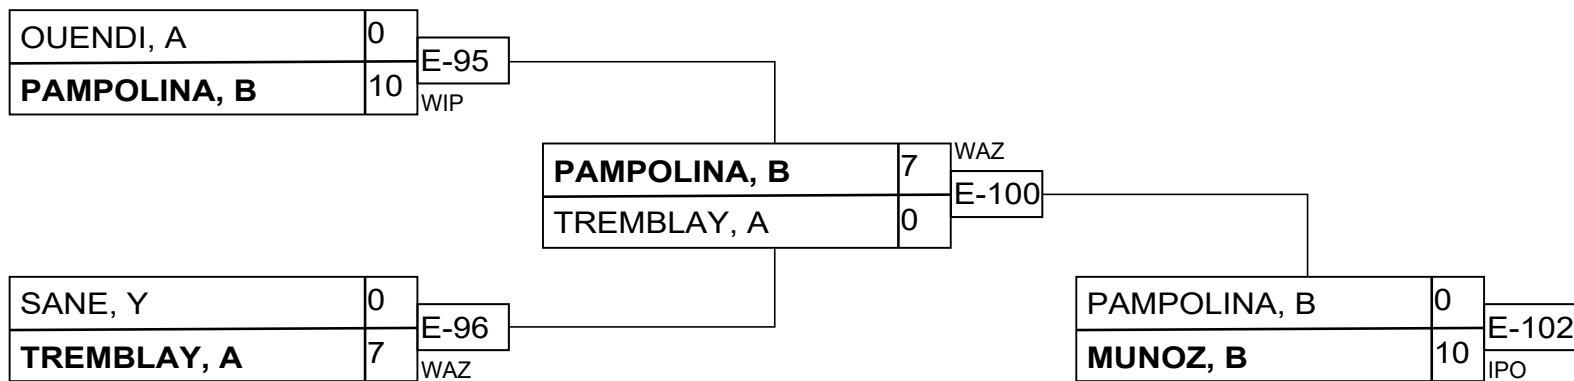 OUENDI, A 0
E-95
PAMPOLINA, B 10
WIP
PAMPOLINA, B 7
WAZ
E-100
TREMBLAY, A 0
SANE, Y 0
E-96
TREMBLAY, A 7
WAZ
PAMPOLINA, B 0
E-102
MUNOZ, B 10
IPO